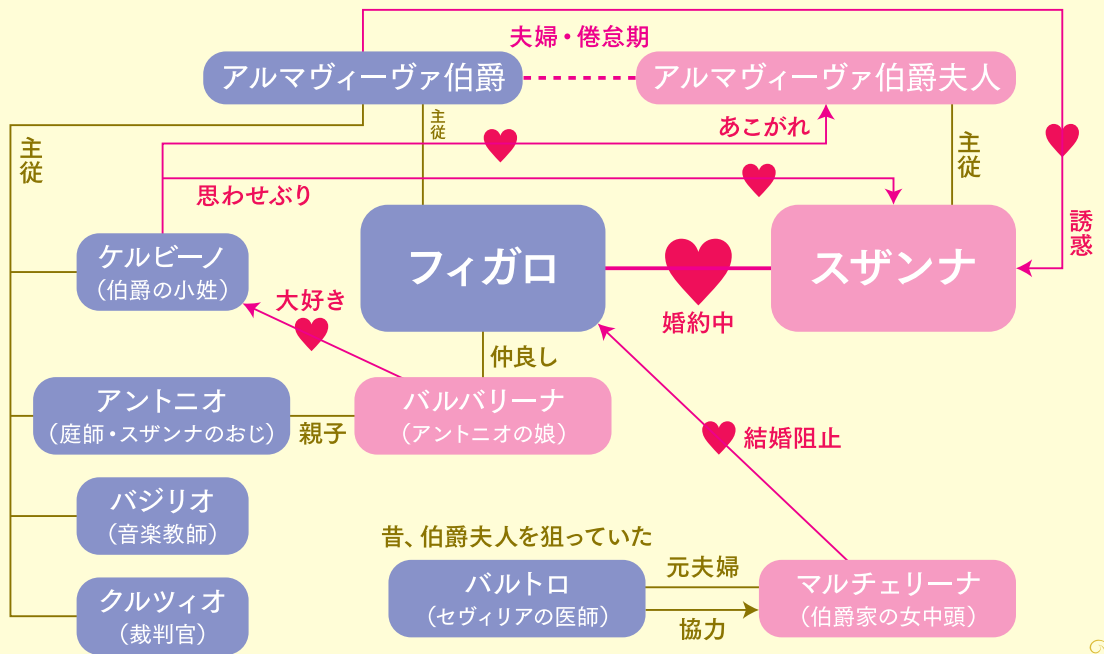 夫婦・倦怠期
アルマヴィーヴァ伯爵
アルマヴィーヴァ伯爵夫人
主従
主従
あこがれ
主従
思わせぶり
誘惑
ケルビーノ
（伯爵の小姓）
フィガロ
スザンナ
大好き
婚約中
仲良し
アントニオ
（庭師・スザンナのおじ）
親子
バルバリーナ
（アントニオの娘）
結婚阻止
バジリオ
（音楽教師）
昔、伯爵夫人を狙っていた
バルトロ
（セヴィリアの医師）
元夫婦
協力
マルチェリーナ
（伯爵家の女中頭）
クルツィオ
（裁判官）